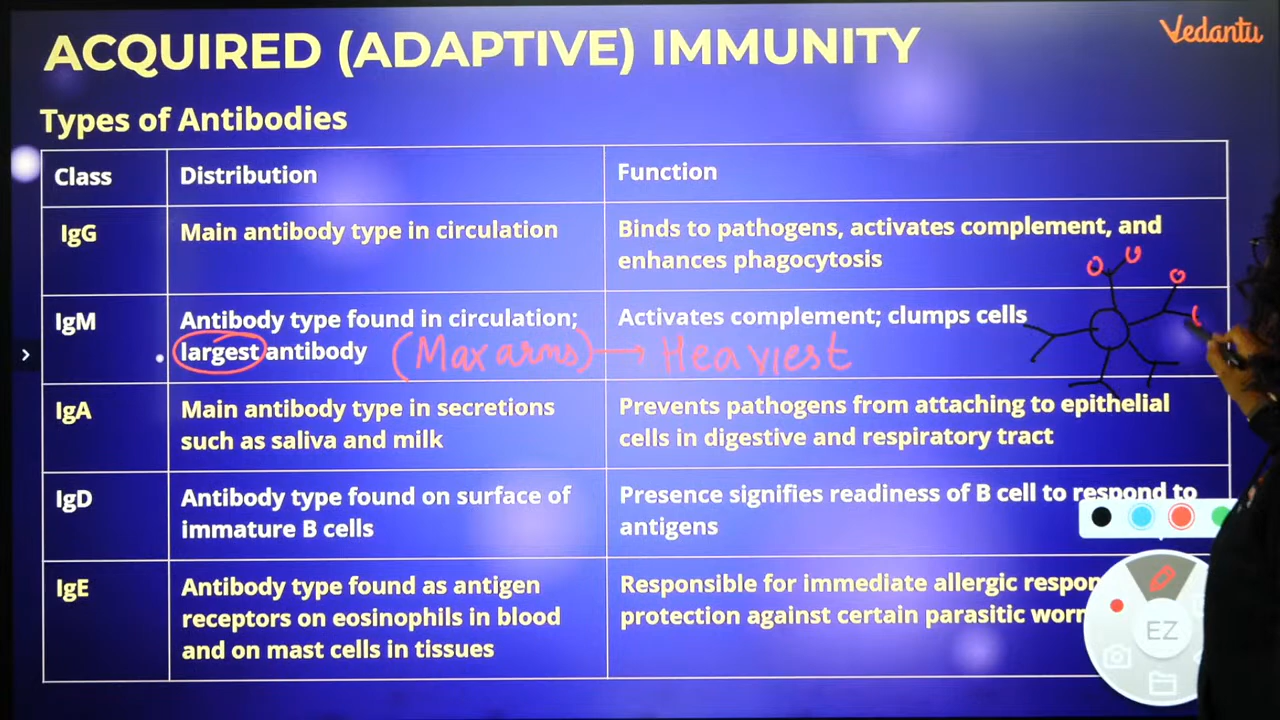 Vedantu
ACQUIRED (ADAPTIVE) IMMUNITY
Types of Antibodies
Class
Distribution
Function
IgG
Main antibody type in circulation
Binds to pathogens, activates complement, and
enhances phagocytosis
IgM
Antibody type found in circulation;
largest antibody
(Max arms) → Heaviest
Activates complement; clumps cells
IgA
Main antibody type in secretions
such as saliva and milk
Prevents pathogens from attaching to epithelial
cells in digestive and respiratory tract
IgD
Antibody type found on surface of
immature B cells
Presence signifies readiness of B cell to respond to
antigens
IgE
Antibody type found as antigen
receptors on eosinophils in blood
and on mast cells in tissues
Responsible for immediate allergic
protection against certain parasitic
EZ